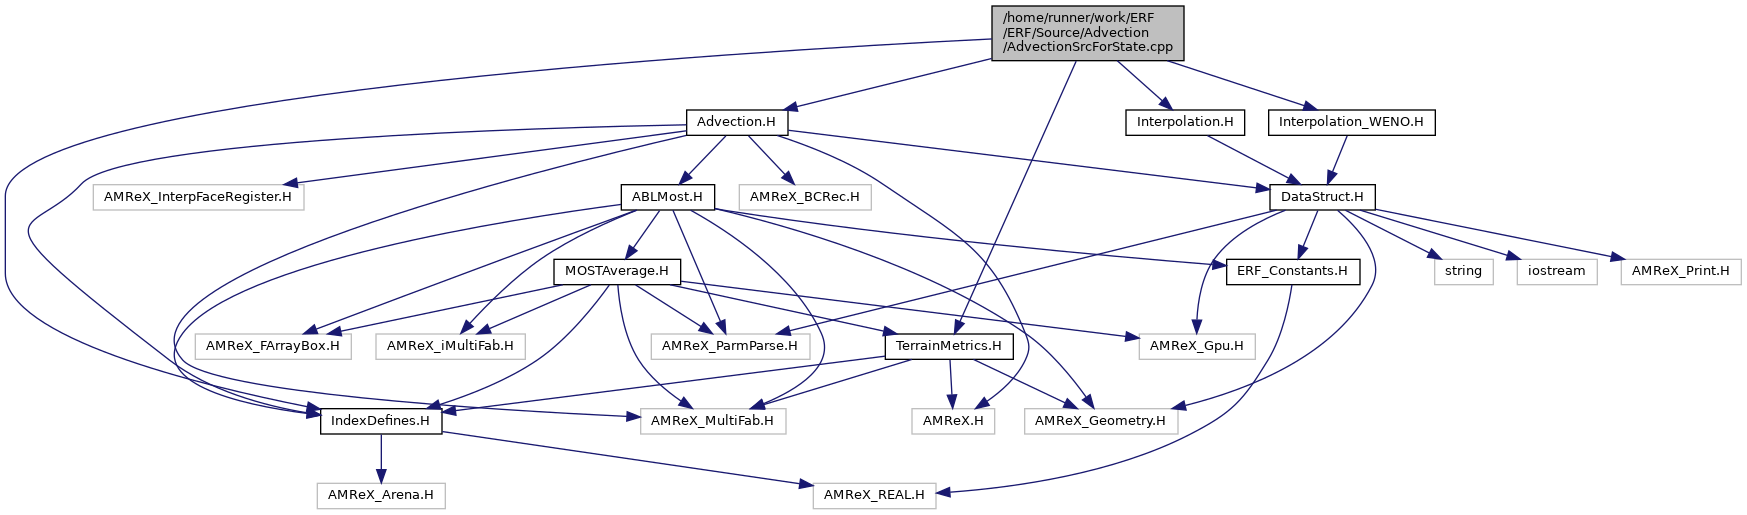 /home/runner/work/ERF
/ERF/Source/Advection
/AdvectionSrcForState.cpp
Advection.H
Interpolation.H
Interpolation_WENO.H
AMReX_InterpFaceRegister.H
ABLMost.H
AMReX_BCRec.H
DataStruct.H
MOSTAverage.H
ERF_Constants.H
string
iostream
AMReX_Print.H
AMReX_FArrayBox.H
AMReX_iMultiFab.H
AMReX_ParmParse.H
TerrainMetrics.H
AMReX_Gpu.H
IndexDefines.H
AMReX_MultiFab.H
AMReX.H
AMReX_Geometry.H
AMReX_Arena.H
AMReX_REAL.H